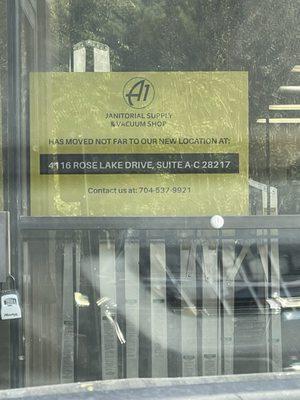 A1
JANITORIAL SUPPLY
& VACUUM SHOP
HAS MOVED NOT FAR TO OUR NEW LOCATION AT:
4116 ROSE LAKE DRIVE, SUITE A-C 28217
Contact us at: 704-537-9921